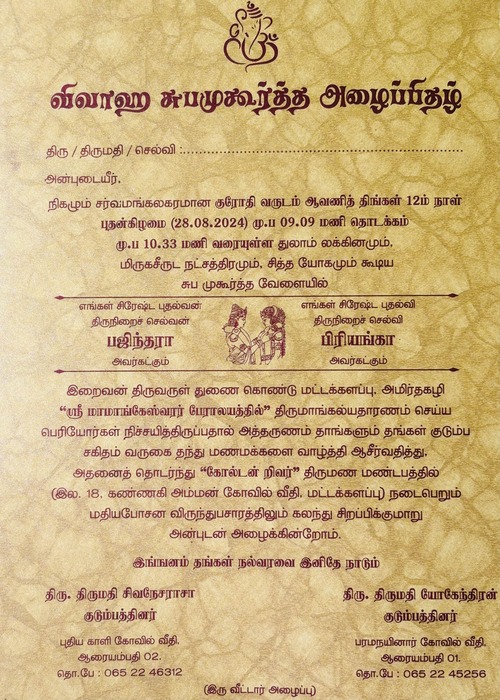 விவாஹ சுபமுகூர்த்த அழைப்பிதழ்
திரு / திருமதி / செல்வி :..................................................................
அன்புடையீர்,
நிகழும் சர்வமங்கலகரமான குரோதி வருடம் ஆவணித் திங்கள் 12ம் நாள்
புதன்கிழமை (28.08.2024) மு.ப 09.09 மணி தொடக்கம்
மு.ப 10.33 மணி வரையுள்ள துலாம் லக்கினமும்,
மிருகசீருட நட்சத்திரமும், சித்த யோகமும் கூடிய
சுப முகூர்த்த வேளையில்
எங்கள் சிரேஷ்ட புதல்வன்
திருநிறைச் செல்வன்
பஜிந்தரா
அவர்கட்கும்
எங்கள் சிரேஷ்ட புதல்வி
திருநிறைச் செல்வி
பிரியங்கா
அவர்கட்கும்
இறைவன் திருவருள் துணை கொண்டு மட்டக்களப்பு, அமிர்தகழி
“ஸ்ரீ மாமாங்கேஸ்வரர் பேராலயத்தில்” திருமாங்கல்யதாரணம் செய்ய
பெரியோர்கள் நிச்சயித்திருப்பதால் அத்தருணம் தாங்களும் தங்கள் குடும்ப
சகிதம் வருகை தந்து மணமக்களை வாழ்த்தி ஆசீர்வதித்து,
அதனைத் தொடர்ந்து “கோல்டன் றிவர்” திருமண மண்டபத்தில்
(இல. 18, கண்ணகி அம்மன் கோவில் வீதி, மட்டக்களப்பு) நடைபெறும்
மதியபோசன விருந்துபசாரத்திலும் கலந்து சிறப்பிக்குமாறு
அன்புடன் அழைக்கின்றோம்.
இங்ஙனம் தங்கள் நல்வரவை இனிதே நாடும்
திரு. திருமதி சிவநேசராசா
குடும்பத்தினர்
புதிய காளி கோவில் வீதி,
ஆரையம்பதி 02.
தொ.பே : 065 22 46312
திரு. திருமதி யோகேந்திரன்
குடும்பத்தினர்
பரமநயினார் கோவில் வீதி,
ஆரையம்பதி 01.
தொ.பே : 065 22 45256
(இரு வீட்டார் அழைப்பு)